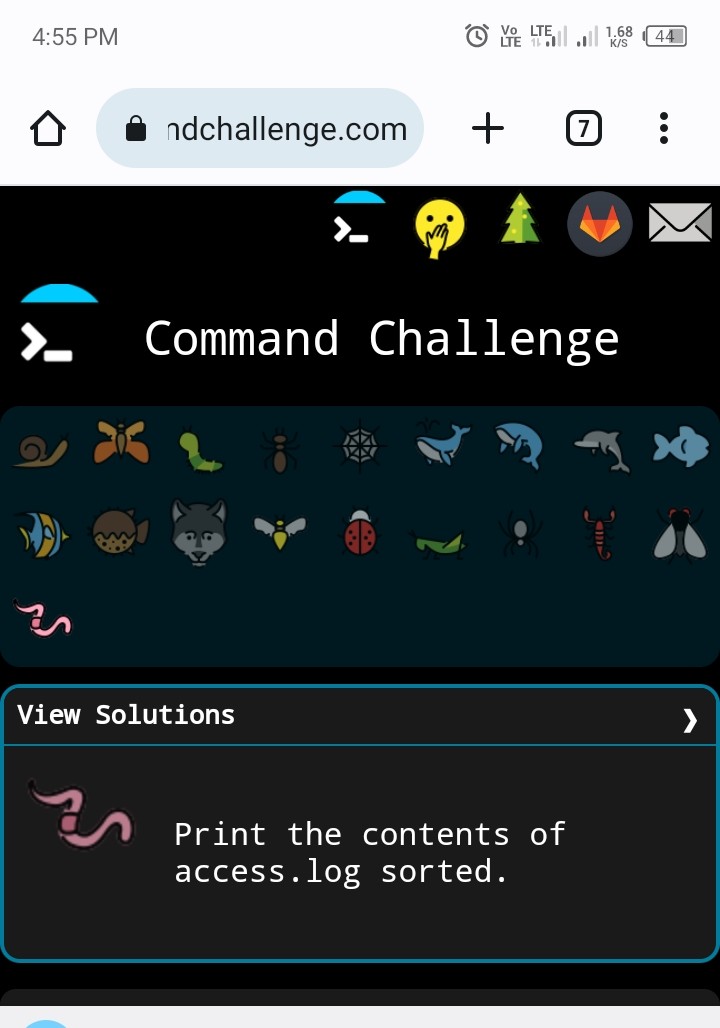 4:55 PM
Vo LTE LTE 1.68 K/S 44
ndchallenge.com
7
Command Challenge
View Solutions
Print the contents of
access.log sorted.